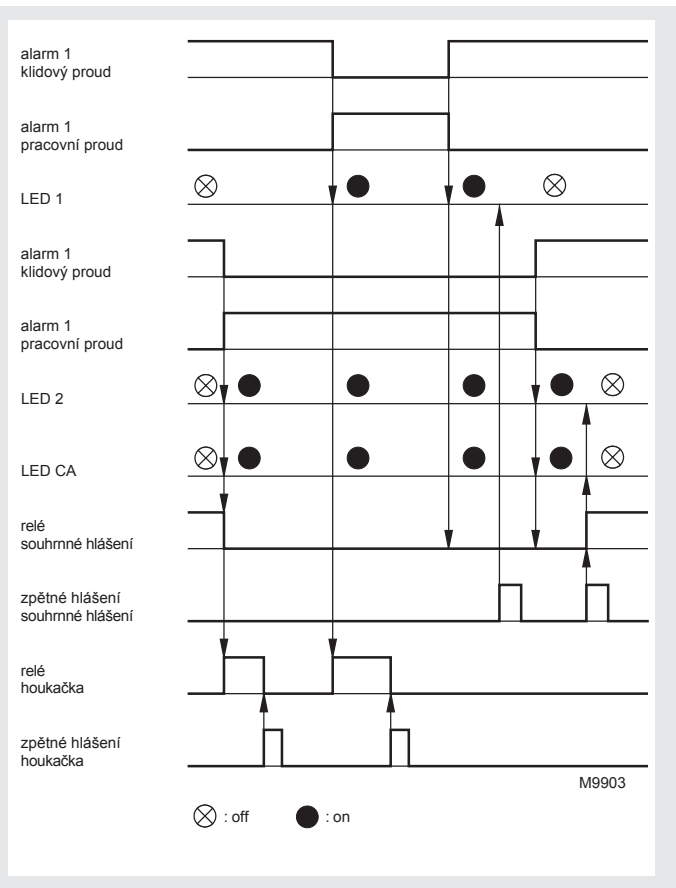 alarm 1
klidový proud
alarm 1
pracovní proud
LED 1
alarm 1
klidový proud
alarm 1
pracovní proud
LED 2
LED CA
relé
souhrnné hlášení
zpětné hlášení
souhrnné hlášení
relé
houkačka
zpětné hlášení
houkačka
M9903
: off : on